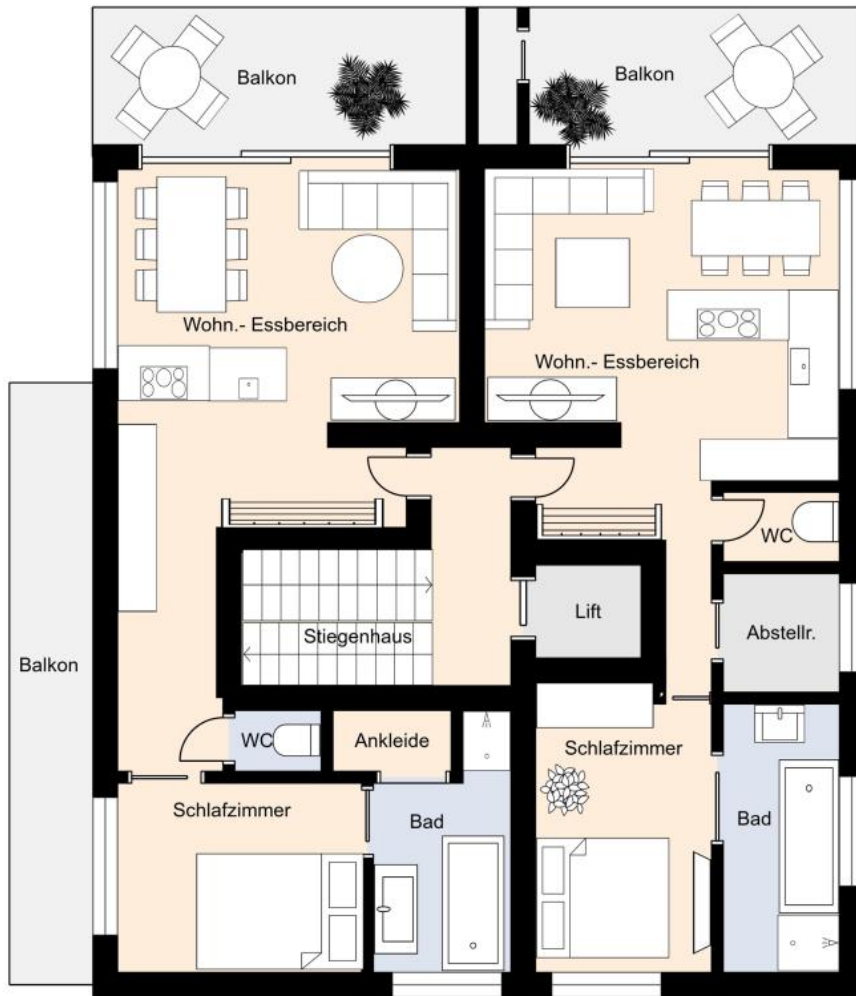 Balkon
Balkon
Wohn.- Essbereich
Wohn.- Essbereich
WC
Lift
Stiegenhaus
Abstellr.
Balkon
WC
Ankleide
Schlafzimmer
Schlafzimmer
Bad
Bad